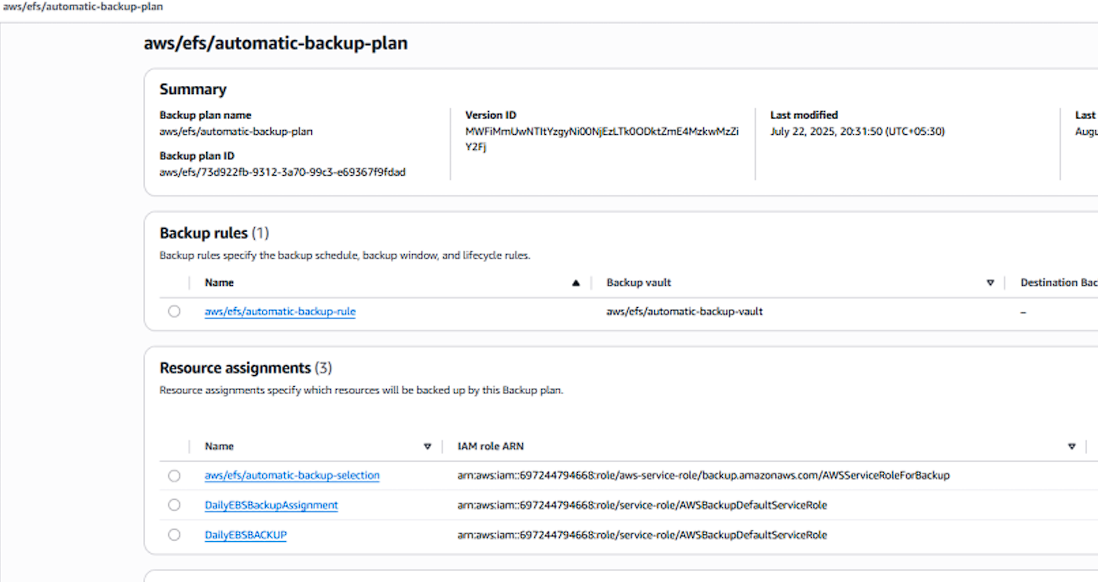 aws/efs/automatic-backup-plan
aws/efs/automatic-backup-plan
Summary
Backup plan name
aws/efs/automatic-backup-plan
Backup plan ID
aws/efs/73d922fb-9312-3a70-99c3-e69367f9fdad
Version ID
MWFiMmUwNTItYzgyNi00NjEzLTk0ODktZmE4MzkwMzZi
Y2Fj
Last modified
July 22, 2025, 20:31:50 (UTC+05:30)
Last
Augu
Backup rules (1)
Backup rules specify the backup schedule, backup window, and lifecycle rules.
Name Backup vault Destination Bac
aws/efs/automatic-backup-rule aws/efs/automatic-backup-vault –
Resource assignments (3)
Resource assignments specify which resources will be backed up by this Backup plan.
Name IAM role ARN
aws/efs/automatic-backup-selection arn:aws:iam::697244794668:role/aws-service-role/backup.amazonaws.com/AWSServiceRoleForBackup
DailyEBSBackupAssignment arn:aws:iam::697244794668:role/service-role/AWSBackupDefaultServiceRole
DailyEBSBACKUP arn:aws:iam::697244794668:role/service-role/AWSBackupDefaultServiceRole